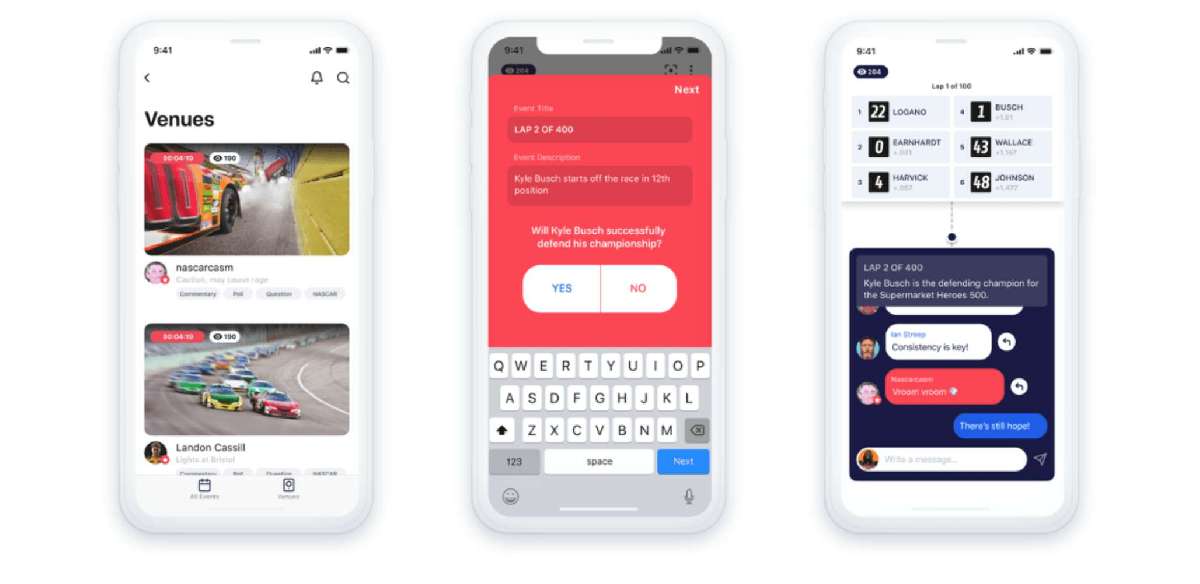 9:41
Venues
00:04:19
190
nascarcasm
Caution, may cause rage
Commentary
Poll
Question
NASCAR
00:04:19
190
Landon Cassill
Lights at Bristol
Commentary
Poll
Question
NASCAR
All Events
Venues
9:41
204
Next
Event Title
LAP 2 OF 400
Event Description
Kyle Busch starts off the race in 12th
position
Will Kyle Busch successfully
defend his championship?
YES
NO
Q W E R T Y U I O P
A S D F G H J K L
Z X C V B N M
123
space
Next
9:41
204
Lap 1 of 100
1 22 LOGANO
4 1 BUSCH
+1.01
2 0 EARNHARDT
5 43 WALLACE
+1.167
3 4 HARVICK
+.057
6 48 JOHNSON
+1.477
LAP 2 OF 400
Kyle Busch is the defending champion for
the Supermarket Heroes 500.
Ian Streep
Consistency is key!
Nascarcasm
Vroom vroom
There's still hope!
Write a message...